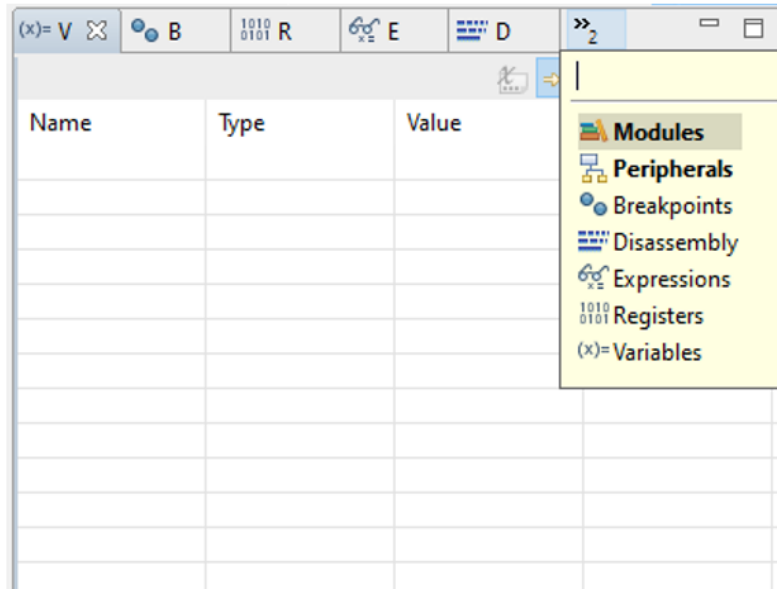 (x)= V B 1010 0101 R E D »2
Name Type Value
Modules
Peripherals
Breakpoints
Disassembly
Expressions
1010 0101 Registers
(x)= Variables